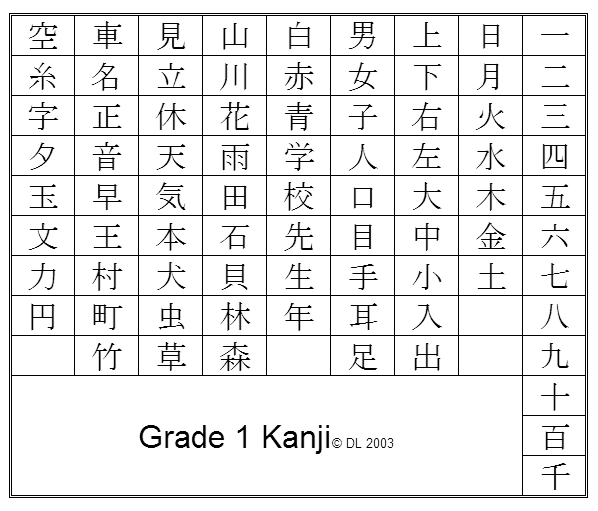 空 車 見 山 白 男 上 日 一
糸 名 立 川 赤 女 下 月 二
字 正 休 花 青 子 右 火 三
夕 音 天 雨 学 人 左 水 四
玉 早 気 田 校 口 大 木 五
文 王 本 石 先 目 中 金 六
力 村 犬 貝 生 手 小 土 七
円 町 虫 林 年 耳 入 八
竹 草 森 足 出 九
十
Grade 1 Kanji© DL 2003 百
千